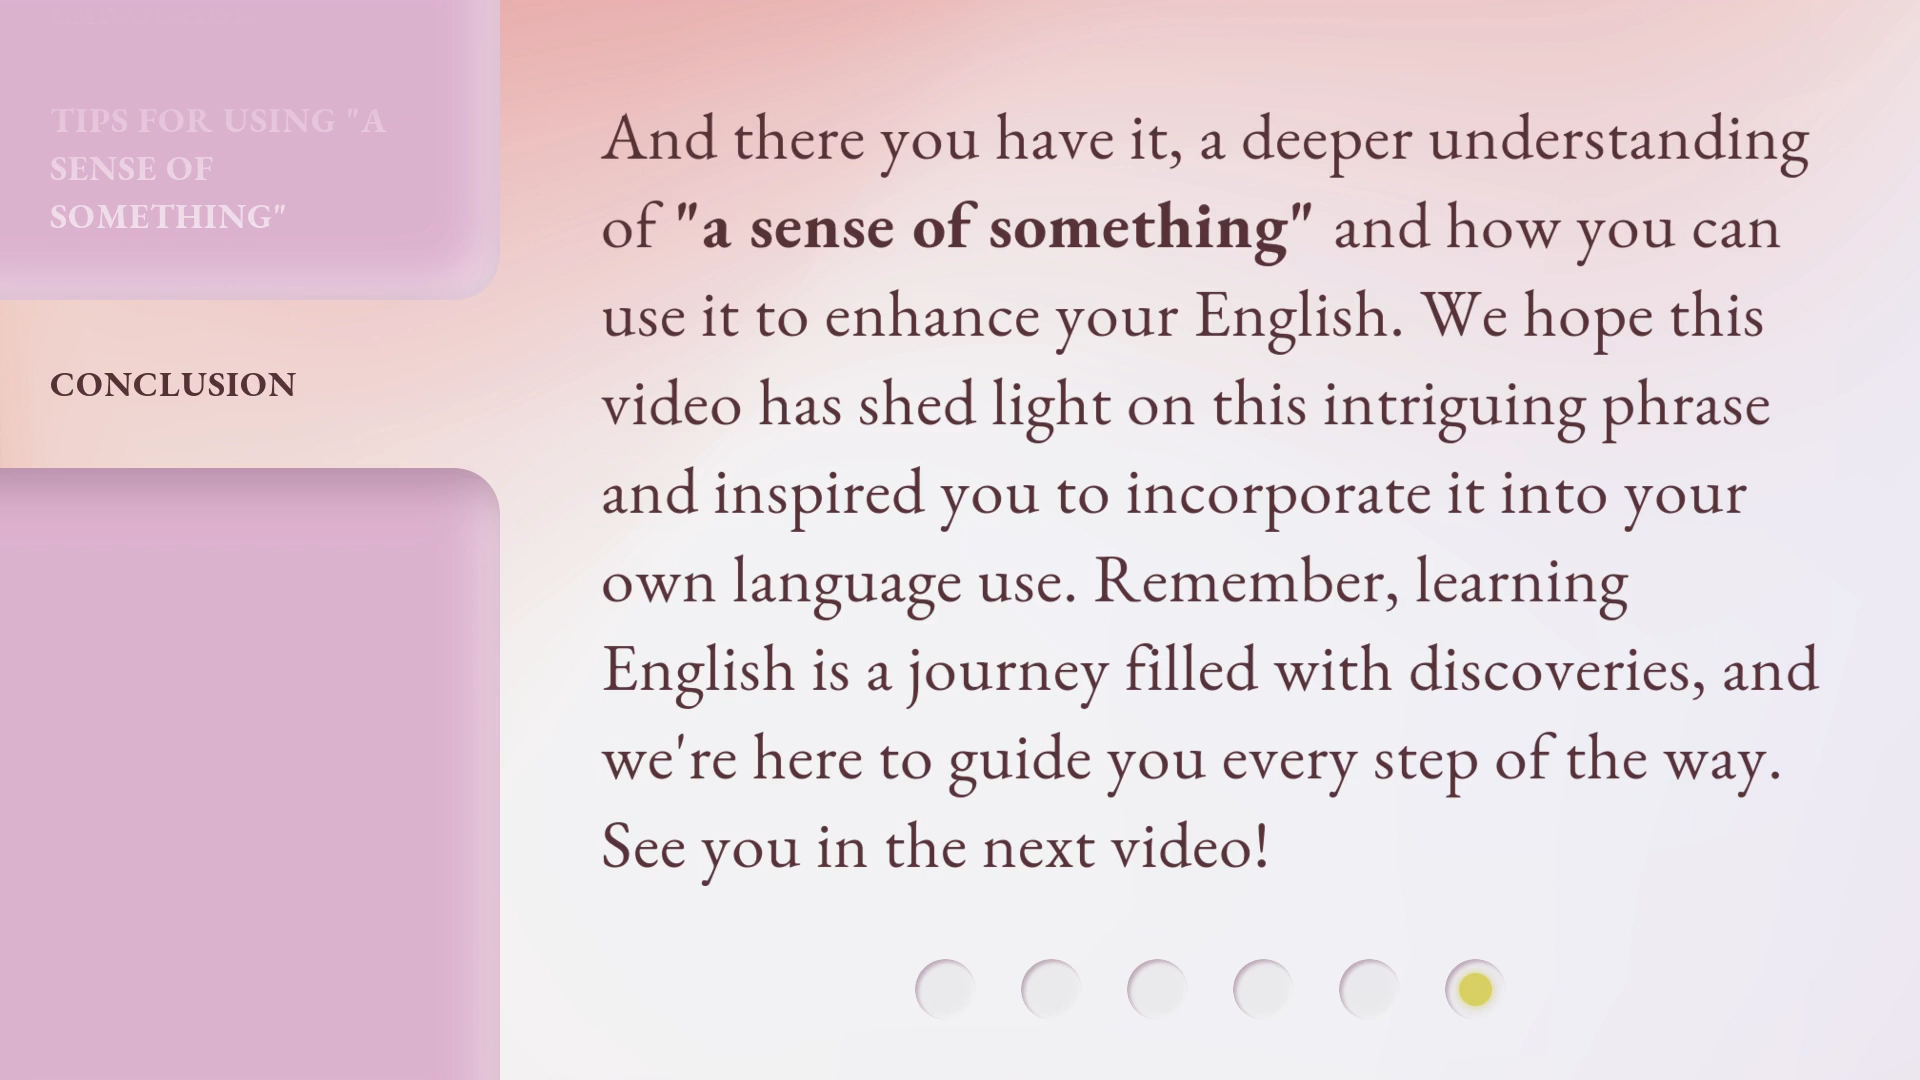 TIPS FOR USING "A
SENSE OF
SOMETHING"
CONCLUSION
And there you have it, a deeper understanding
of "a sense of something" and how you can
use it to enhance your English. We hope this
video has shed light on this intriguing phrase
and inspired you to incorporate it into your
own language use. Remember, learning
English is a journey filled with discoveries, and
we're here to guide you every step of the way.
See you in the next video!